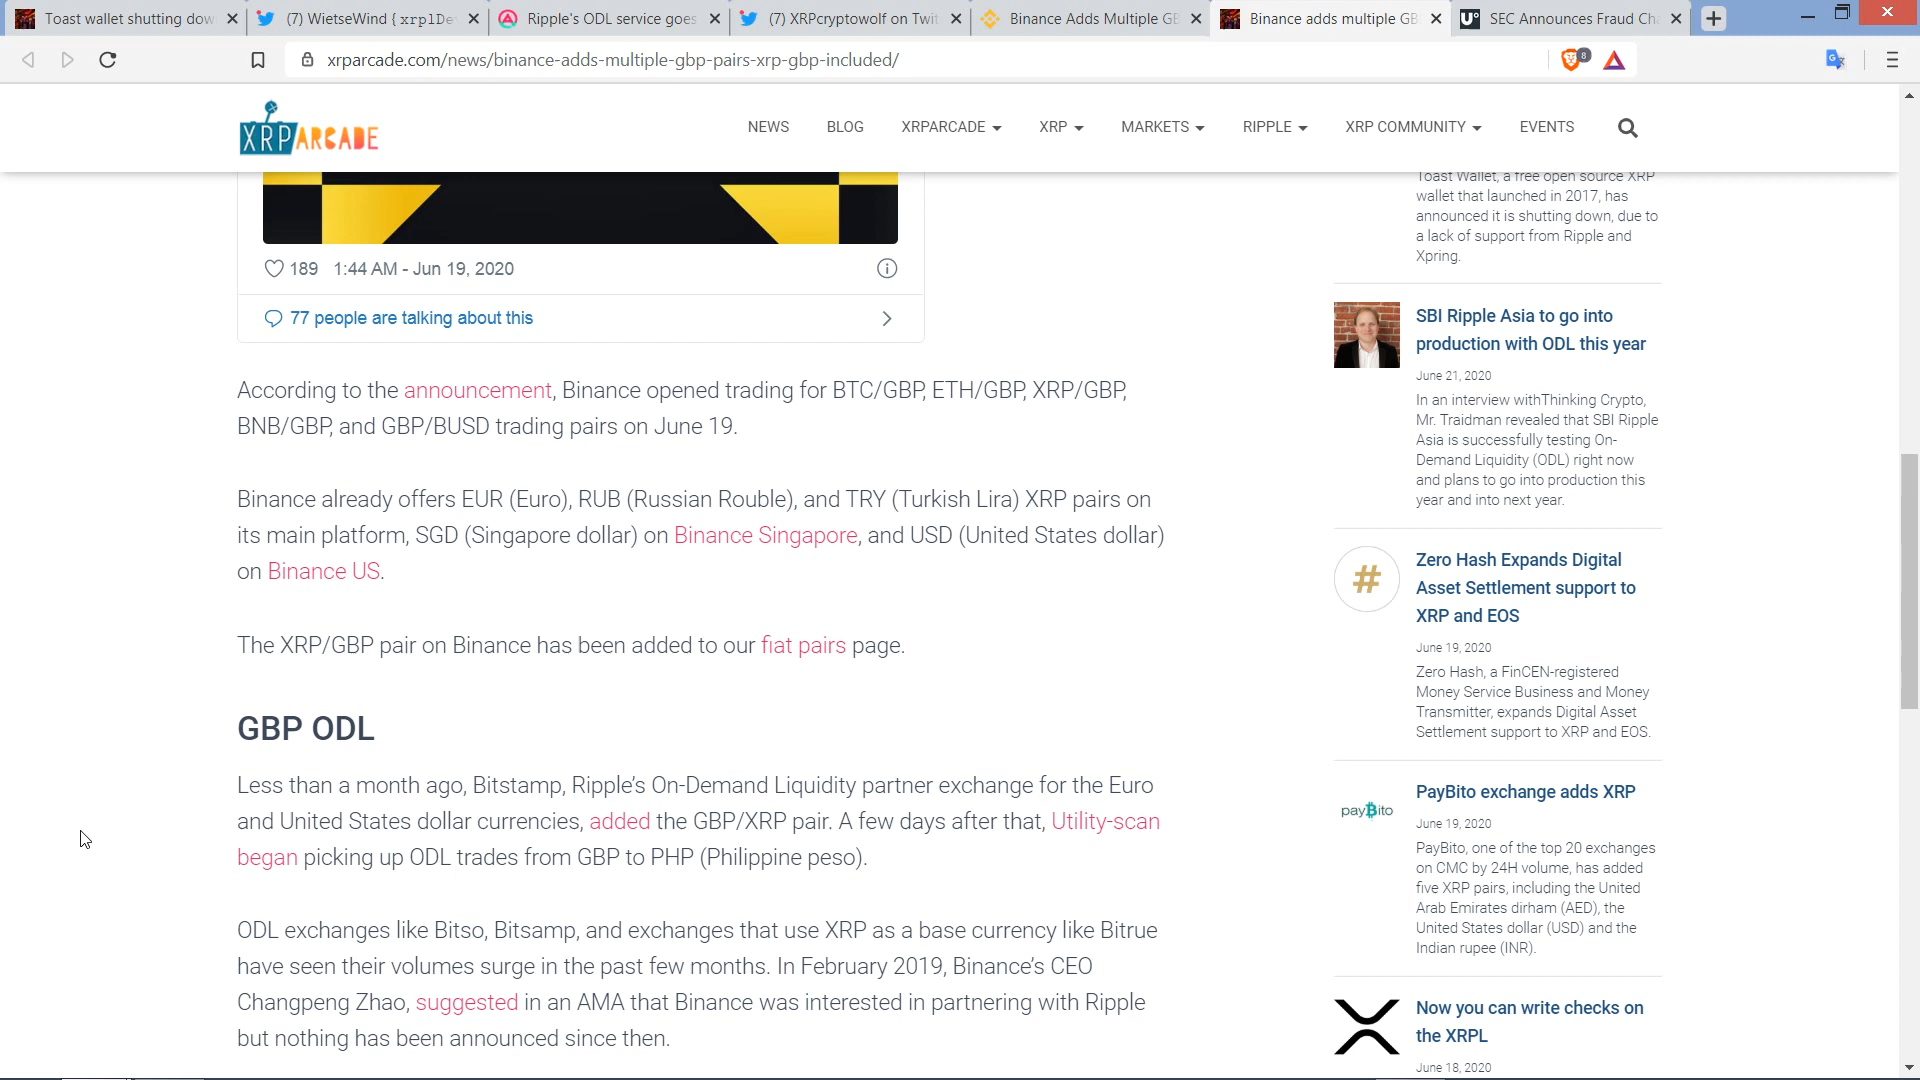 Toast wallet shutting dow
(7) WietseWind { xrplDe
Ripple's ODL service goes
(7) XRPcryptowolf on Twit
Binance Adds Multiple GB
Binance adds multiple GB
SEC Announces Fraud Ch
xrparcade.com/news/binance-adds-multiple-gbp-pairs-xrp-gbp-included/
8
XRPARCADE
NEWS
BLOG
XRPARCADE
XRP
MARKETS
RIPPLE
XRP COMMUNITY
EVENTS
189 1:44 AM - Jun 19, 2020
77 people are talking about this
According to the announcement, Binance opened trading for BTC/GBP, ETH/GBP, XRP/GBP,
BNB/GBP, and GBP/BUSD trading pairs on June 19.
Binance already offers EUR (Euro), RUB (Russian Rouble), and TRY (Turkish Lira) XRP pairs on
its main platform, SGD (Singapore dollar) on Binance Singapore, and USD (United States dollar)
on Binance US.
The XRP/GBP pair on Binance has been added to our fiat pairs page.
GBP ODL
Less than a month ago, Bitstamp, Ripple's On-Demand Liquidity partner exchange for the Euro
and United States dollar currencies, added the GBP/XRP pair. A few days after that, Utility-scan
began picking up ODL trades from GBP to PHP (Philippine peso).
ODL exchanges like Bitso, Bitsamp, and exchanges that use XRP as a base currency like Bitrue
have seen their volumes surge in the past few months. In February 2019, Binance's CEO
Changpeng Zhao, suggested in an AMA that Binance was interested in partnering with Ripple
but nothing has been announced since then.
Toast Wallet, a free open source XRP
wallet that launched in 2017, has
announced it is shutting down, due to
a lack of support from Ripple and
Xpring.
SBI Ripple Asia to go into
production with ODL this year
June 21, 2020
In an interview withThinking Crypto,
Mr. Traidman revealed that SBI Ripple
Asia is successfully testing On-
Demand Liquidity (ODL) right now
and plans to go into production this
year and into next year.
#
Zero Hash Expands Digital
Asset Settlement support to
XRP and EOS
June 19, 2020
Zero Hash, a FinCEN-registered
Money Service Business and Money
Transmitter, expands Digital Asset
Settlement support to XRP and EOS.
payBito
PayBito exchange adds XRP
June 19, 2020
PayBito, one of the top 20 exchanges
on CMC by 24H volume, has added
five XRP pairs, including the United
Arab Emirates dirham (AED), the
United States dollar (USD) and the
Indian rupee (INR).
Now you can write checks on
the XRPL
June 18, 2020